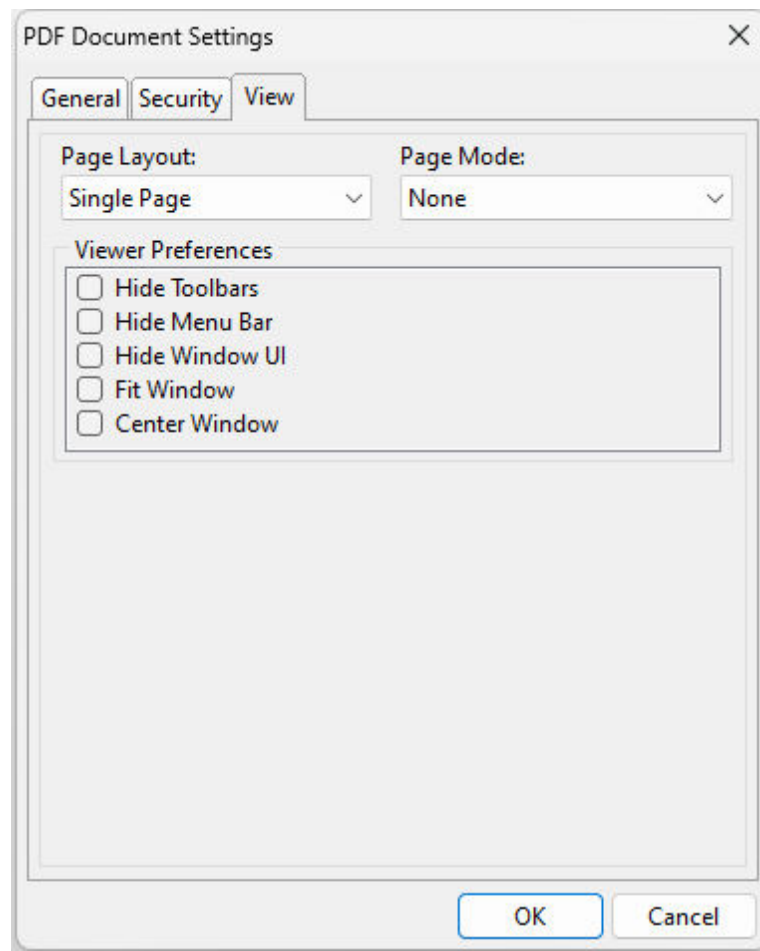 PDF Document Settings
General Security View
Page Layout: Page Mode:
Single Page None
Viewer Preferences
Hide Toolbars
Hide Menu Bar
Hide Window UI
Fit Window
Center Window
OK Cancel